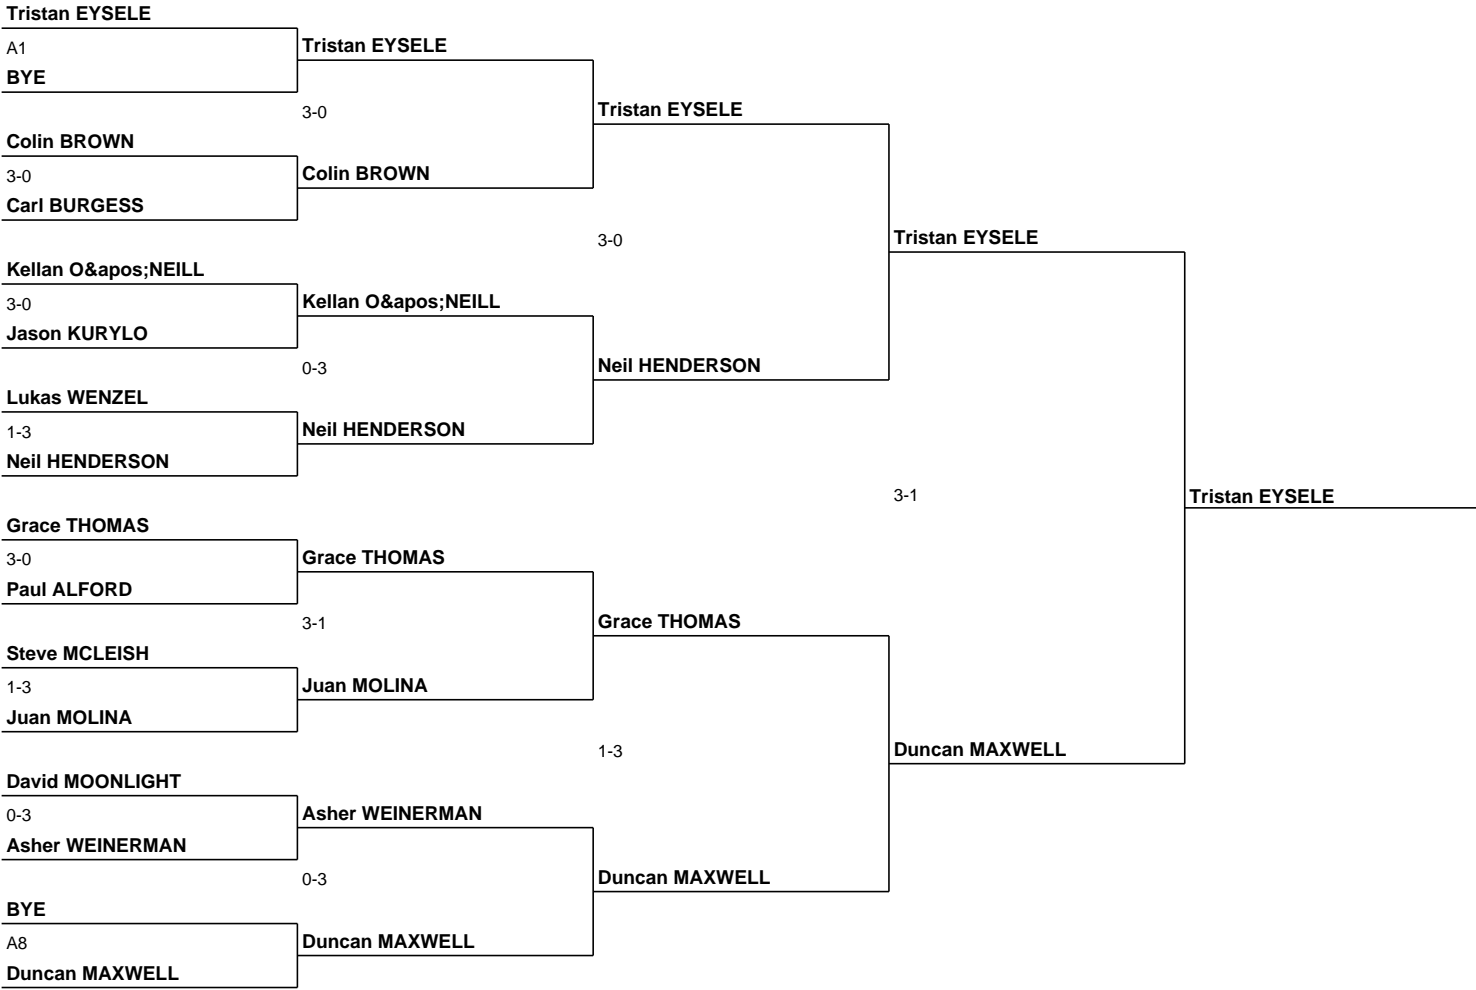 Tristan EYSELE
A1
BYE
Colin BROWN
3-0
Carl BURGESS
Kellan O&apos;NEILL
3-0
Jason KURYLO
Lukas WENZEL
1-3
Neil HENDERSON
Grace THOMAS
3-0
Paul ALFORD
Steve MCLEISH
1-3
Juan MOLINA
David MOONLIGHT
0-3
Asher WEINERMAN
BYE
A8
Duncan MAXWELL
Tristan EYSELE
3-0
Colin BROWN
Kellan O&apos;NEILL
0-3
Neil HENDERSON
Grace THOMAS
3-1
Juan MOLINA
Asher WEINERMAN
0-3
Duncan MAXWELL
Tristan EYSELE
3-0
Neil HENDERSON
Grace THOMAS
1-3
Duncan MAXWELL
Tristan EYSELE
3-1
Duncan MAXWELL
Tristan EYSELE